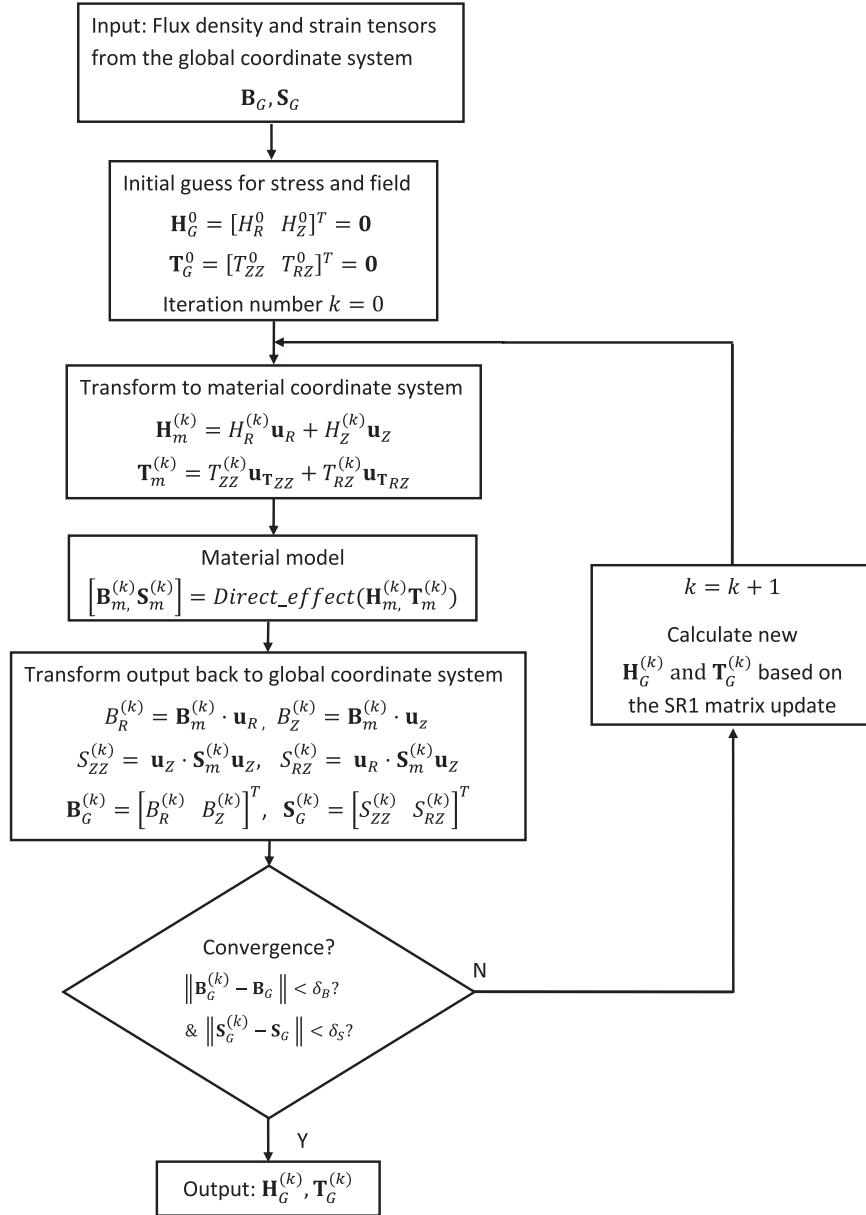 Input: Flux density and strain tensors
from the global coordinate system
𝐁_G, 𝐒_G
Initial guess for stress and field
𝐇_G^0 = [H_R^0 H_Z^0]^T = 𝟎
𝐓_G^0 = [T_ZZ^0 T_RZ^0]^T = 𝟎
Iteration number k = 0
Transform to material coordinate system
𝐇_m^(k) = H_R^(k) 𝐮_R + H_Z^(k) 𝐮_Z
𝐓_m^(k) = T_ZZ^(k) 𝐮_𝐓_ZZ + T_RZ^(k) 𝐮_𝐓_RZ
Material model
[𝐁_m,^(k) 𝐒_m^(k)] = Direct_effect(𝐇_m,^(k) 𝐓_m^(k))
Transform output back to global coordinate system
B_R^(k) = 𝐁_m^(k) · 𝐮_R , B_Z^(k) = 𝐁_m^(k) · 𝐮_z
S_ZZ^(k) = 𝐮_Z · 𝐒_m^(k) 𝐮_Z, S_RZ^(k) = 𝐮_R · 𝐒_m^(k) 𝐮_Z
𝐁_G^(k) = [B_R^(k) B_Z^(k)]^T, 𝐒_G^(k) = [S_ZZ^(k) S_RZ^(k)]^T
Convergence?
‖𝐁_G^(k) − 𝐁_G‖ < δ_B?
& ‖𝐒_G^(k) − 𝐒_G‖ < δ_S?
N
k = k + 1
Calculate new
𝐇_G^(k) and 𝐓_G^(k) based on
the SR1 matrix update
Y
Output: 𝐇_G^(k), 𝐓_G^(k)